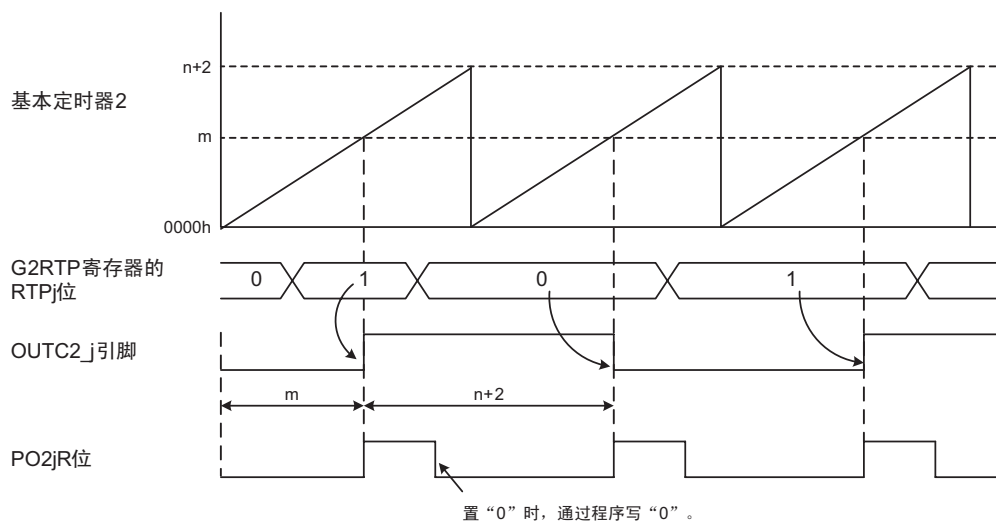 n+2
基本定时器2
m
0000h
G2RTP寄存器的
RTPj位
0 1 0 1
OUTC2_j引脚
m n+2
PO2jR位
置“0”时，通过程序写“0”。